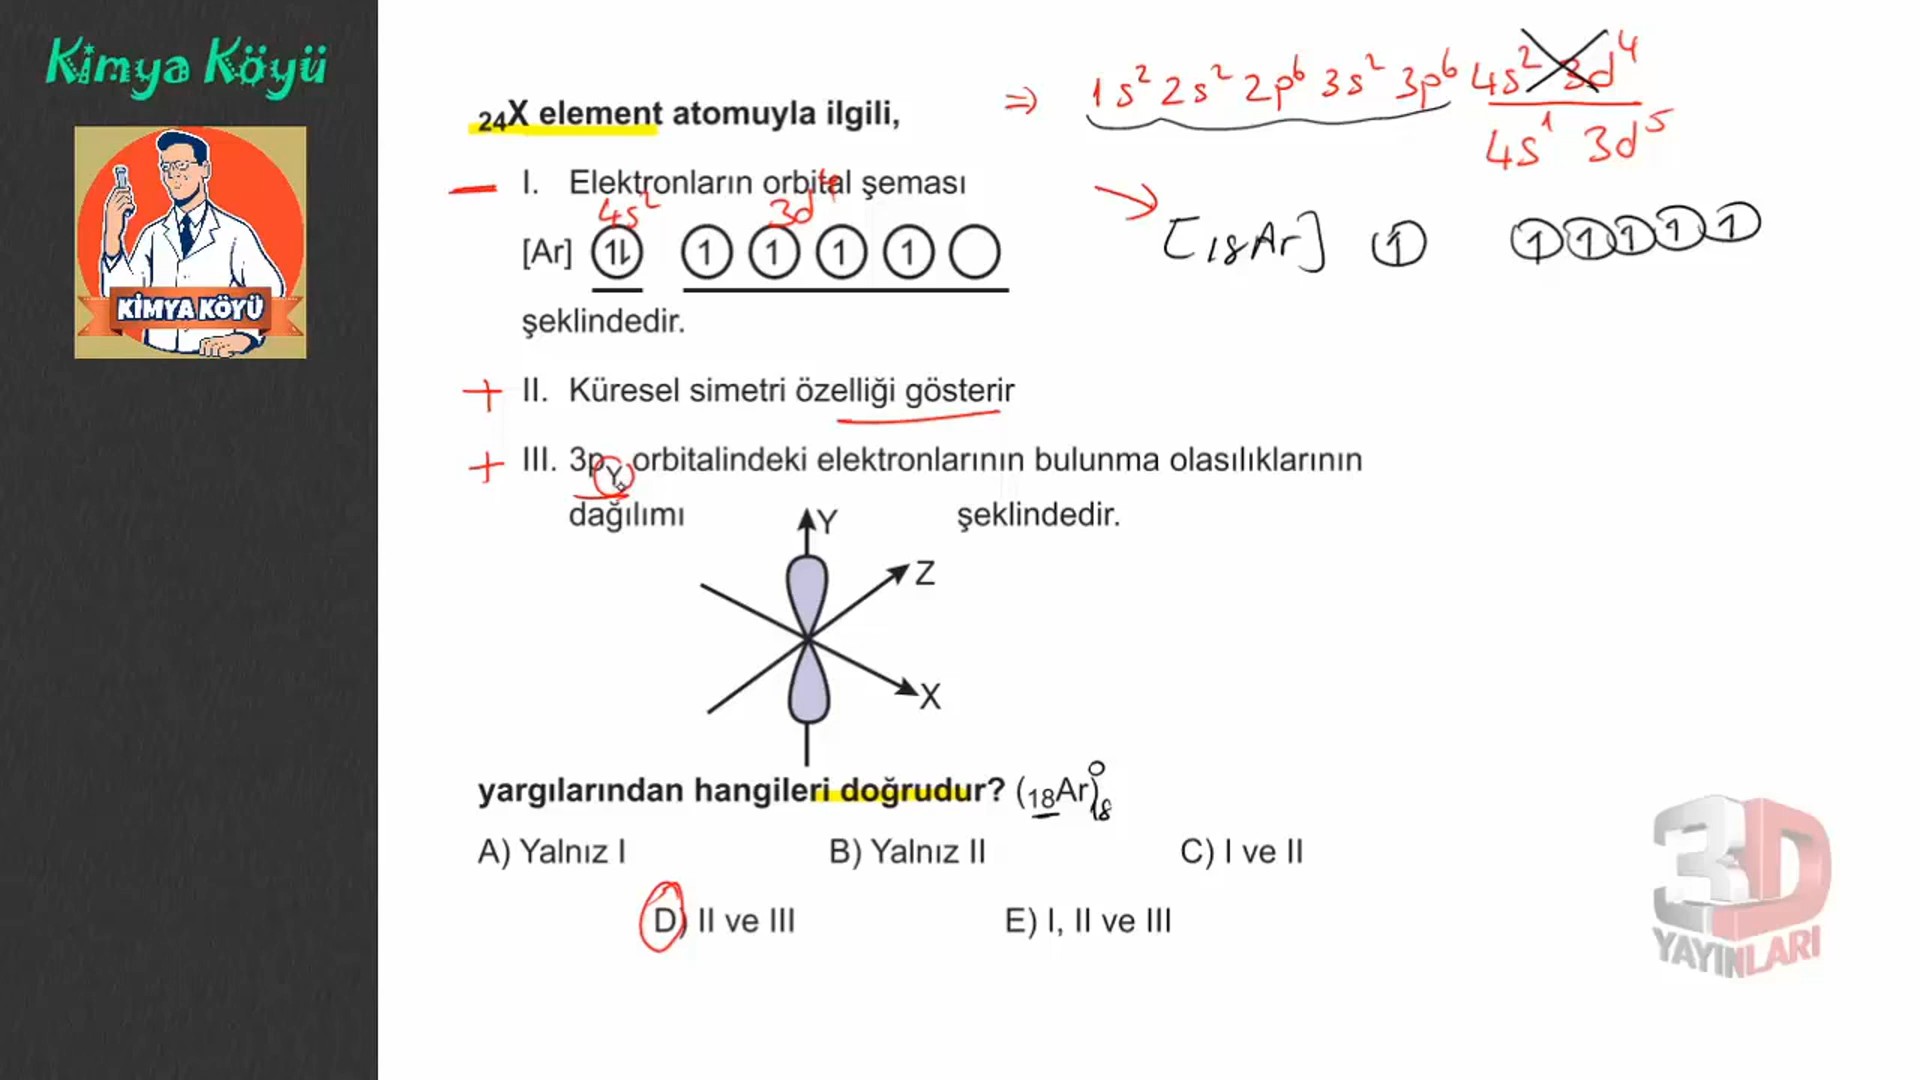 Kimya Köyü
KİMYA KÖYÜ
₂₄X element atomuyla ilgili,
⇒ 1s² 2s² 2p⁶ 3s² 3p⁶ 4s² 3d⁴
4s¹ 3d⁵
— I. Elektronların orbital şeması
4s² 3d⁴
[Ar] ⥮ 1 1 1 1
[₁₈Ar] 1 1 1 1 1 1
şeklindedir.
+ II. Küresel simetri özelliği gösterir
+ III. 3pY orbitalindeki elektronlarının bulunma olasılıklarının
dağılımı şeklindedir.
Y
Z
X
yargılarından hangileri doğrudur? (₁₈Ar)
0
18
A) Yalnız I B) Yalnız II C) I ve II
D) II ve III E) I, II ve III
3D
YAYINLARI